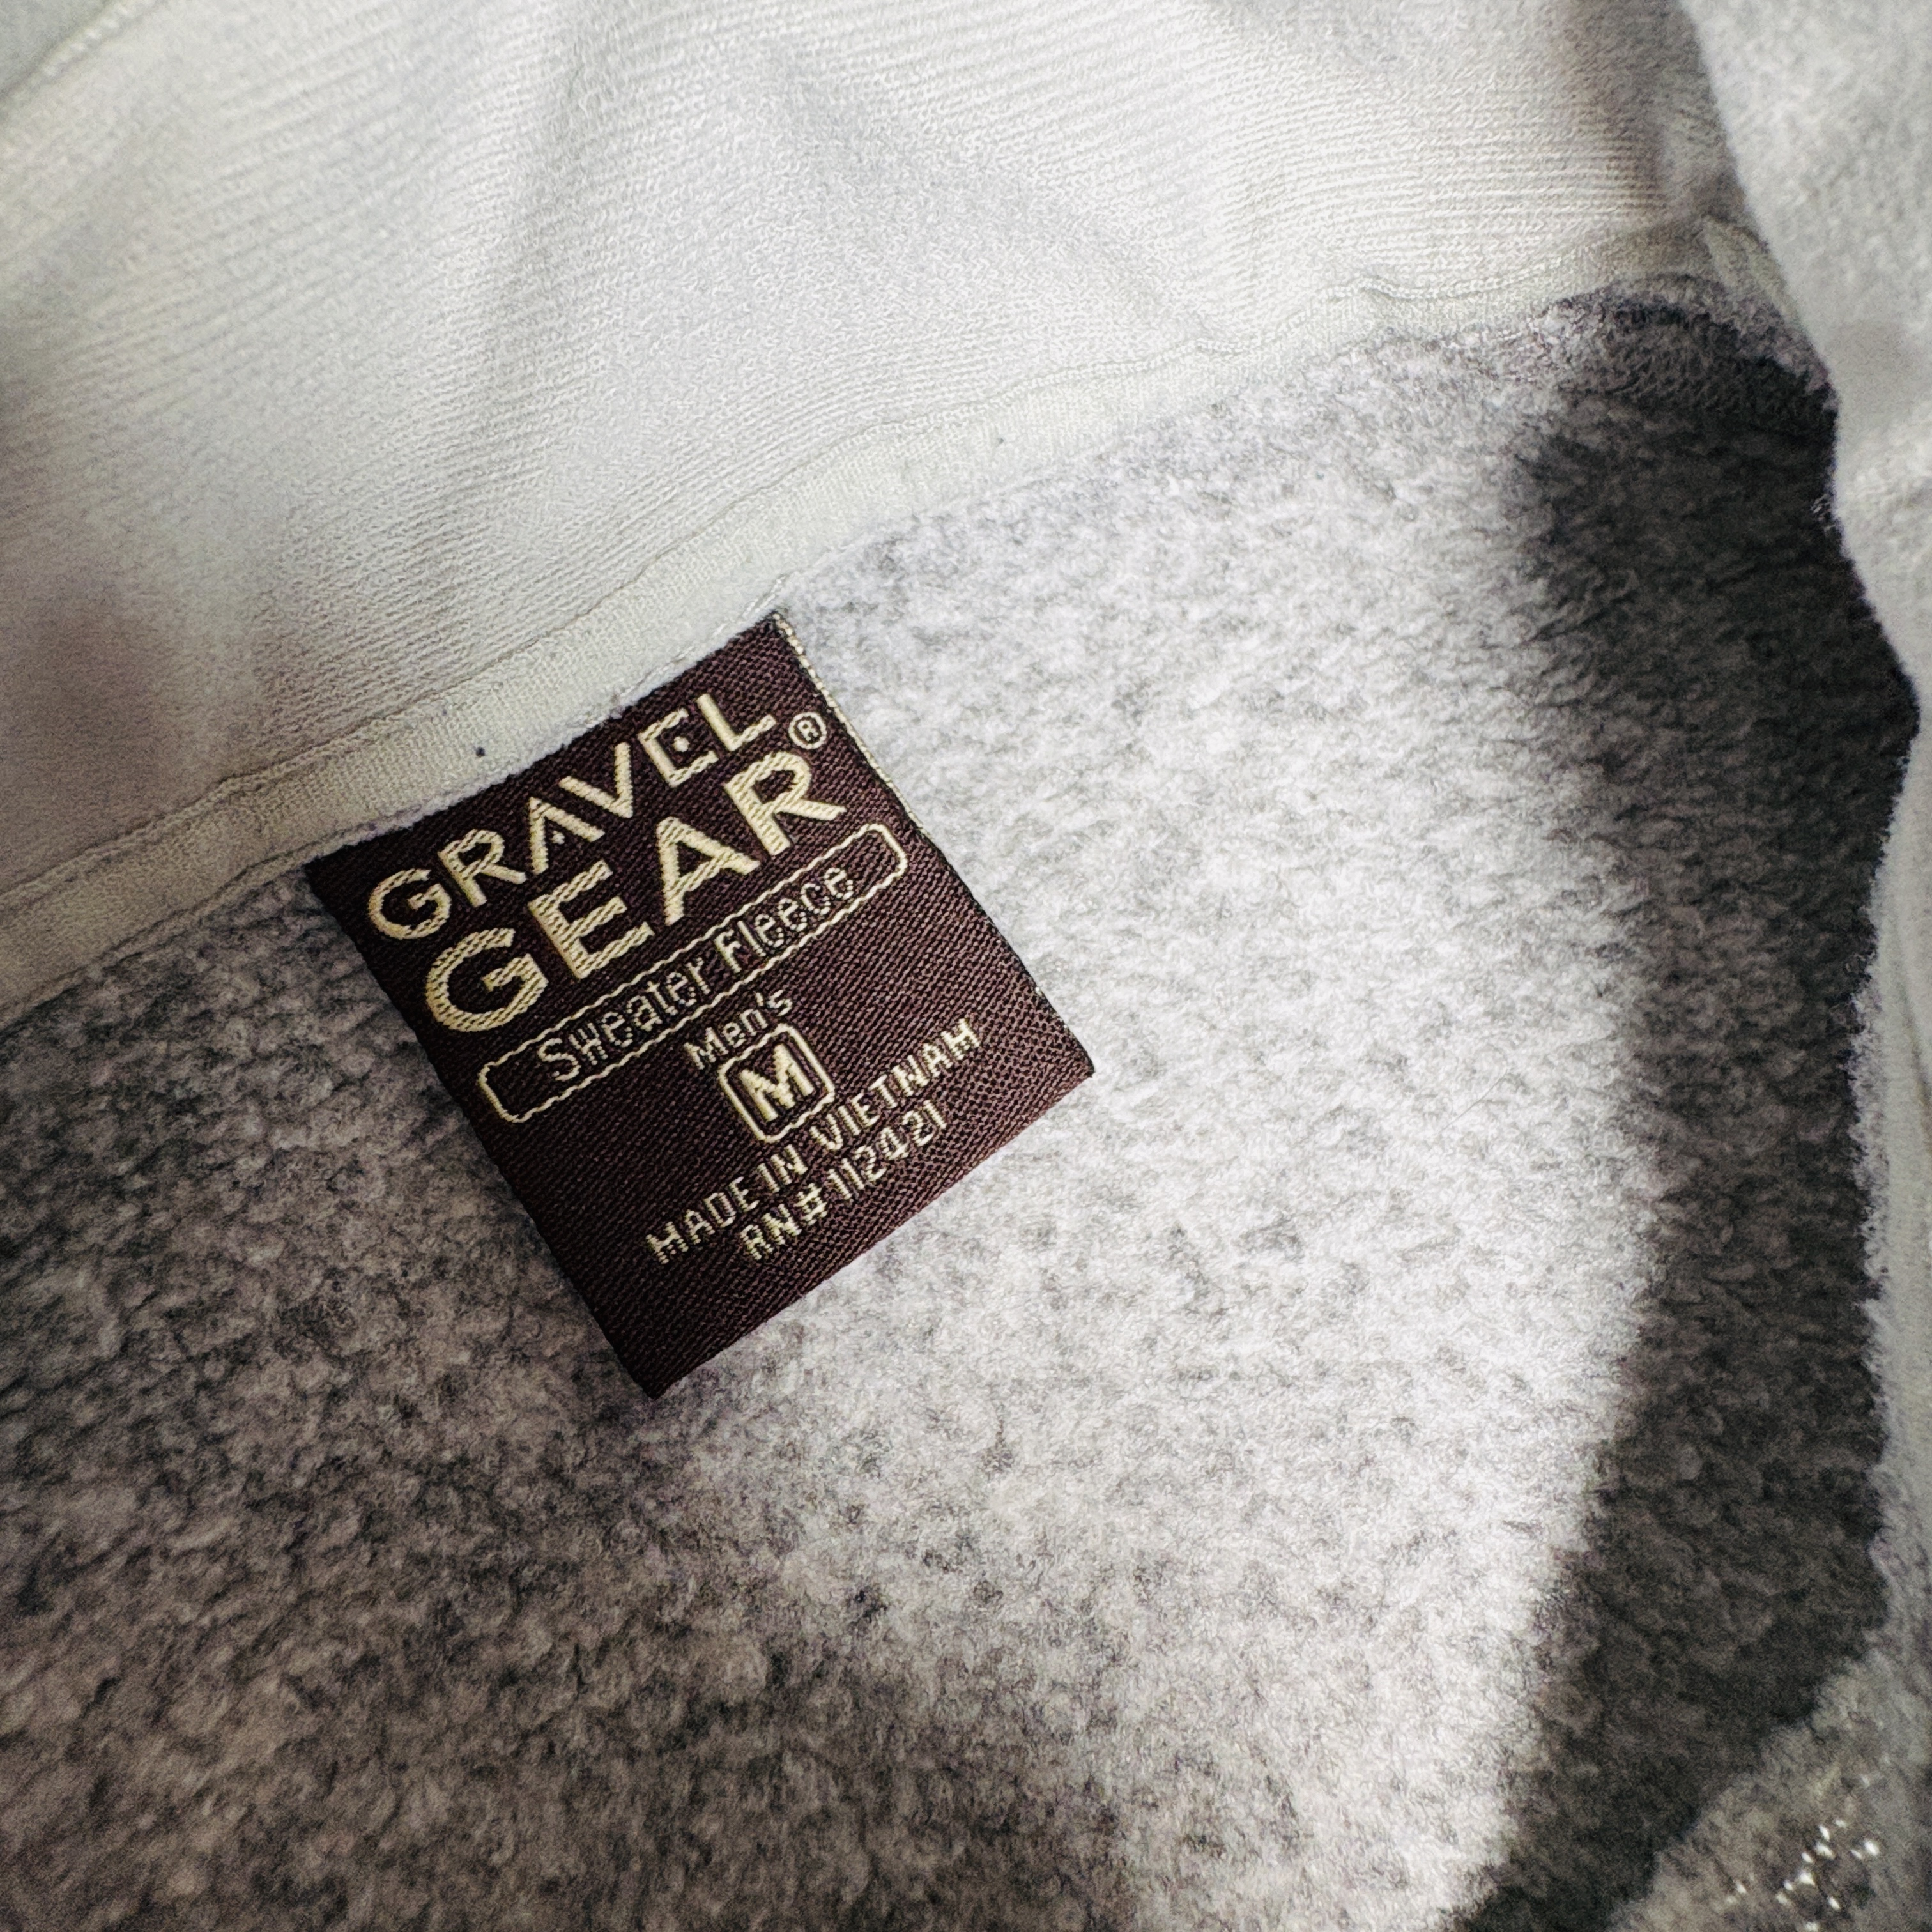 GRAVEL
GEAR®
Sweater Fleece
Men's
M
MADE IN VIETNAM
RN# 112421